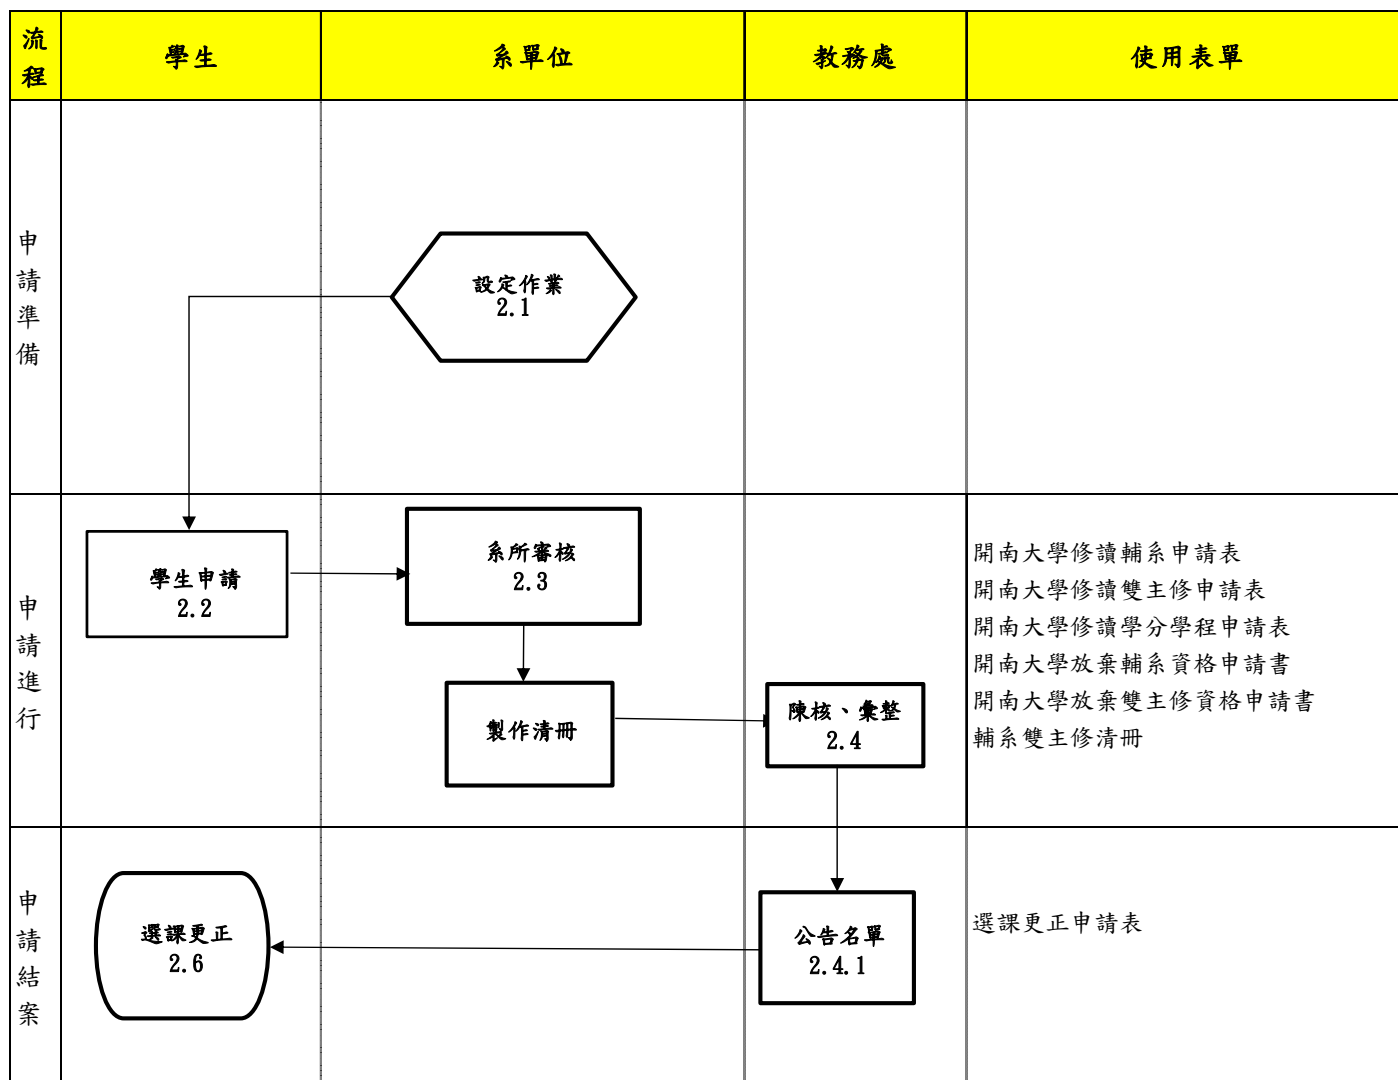 流程
學生
系單位
教務處
使用表單
申請準備
設定作業
2.1
申請進行
學生申請
2.2
系所審核
2.3
製作清冊
陳核、彙整
2.4
開南大學修讀輔系申請表
開南大學修讀雙主修申請表
開南大學修讀學分學程申請表
開南大學放棄輔系資格申請書
開南大學放棄雙主修資格申請書
輔系雙主修清冊
申請結案
選課更正
2.6
公告名單
2.4.1
選課更正申請表